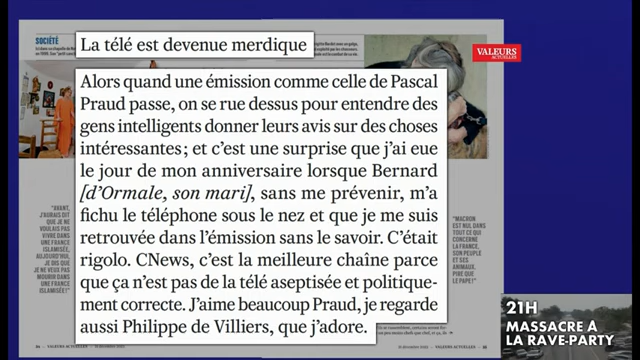 La télé est devenue merdique
Alors quand une émission comme celle de Pascal
Praud passe, on se rue dessus pour entendre des
gens intelligents donner leurs avis sur des choses
intéressantes ; et c'est une surprise que j'ai eue
le jour de mon anniversaire lorsque Bernard
[d'Ormale, son mari], sans me prévenir, m'a
fichu le téléphone sous le nez et que je me suis
retrouvée dans l'émission sans le savoir. C'était
rigolo. CNews, c'est la meilleure chaîne parce
que ça n'est pas de la télé aseptisée et politique-
ment correcte. J'aime beaucoup Praud, je regarde
aussi Philippe de Villiers, que j'adore.
SOCIÉTÉ
VALEURS
ACTUELLES
"AVANT,
J'AURAIS DIT
QUE JE NE
VOULAIS PAS
VIVRE DANS
UNE FRANCE
ISLAMISÉE,
AUJOURD'HUI,
JE DIS QUE
JE NE VEUX PAS
MOURIR DANS
UNE FRANCE
ISLAMISÉE !"
"MACRON
EST NUL DANS
TOUT CE QUI
CONCERNE
LA FRANCE,
SON PEUPLE
ET SES
ANIMAUX.
PIRE QUE
LE PAPE !"
VALEURS ACTUELLES
VALEURS ACTUELLES
21H
MASSACRE À
LA RAVE-PARTY